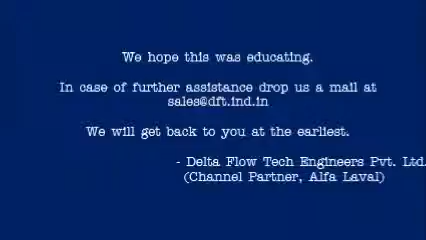 We hope this was educating.
In case of further assistance drop us a mail at
sales@dft.ind.in
We will get back to you at the earliest.
- Delta Flow Tech Engineers Pvt. Ltd.
(Channel Partner, Alfa Laval)